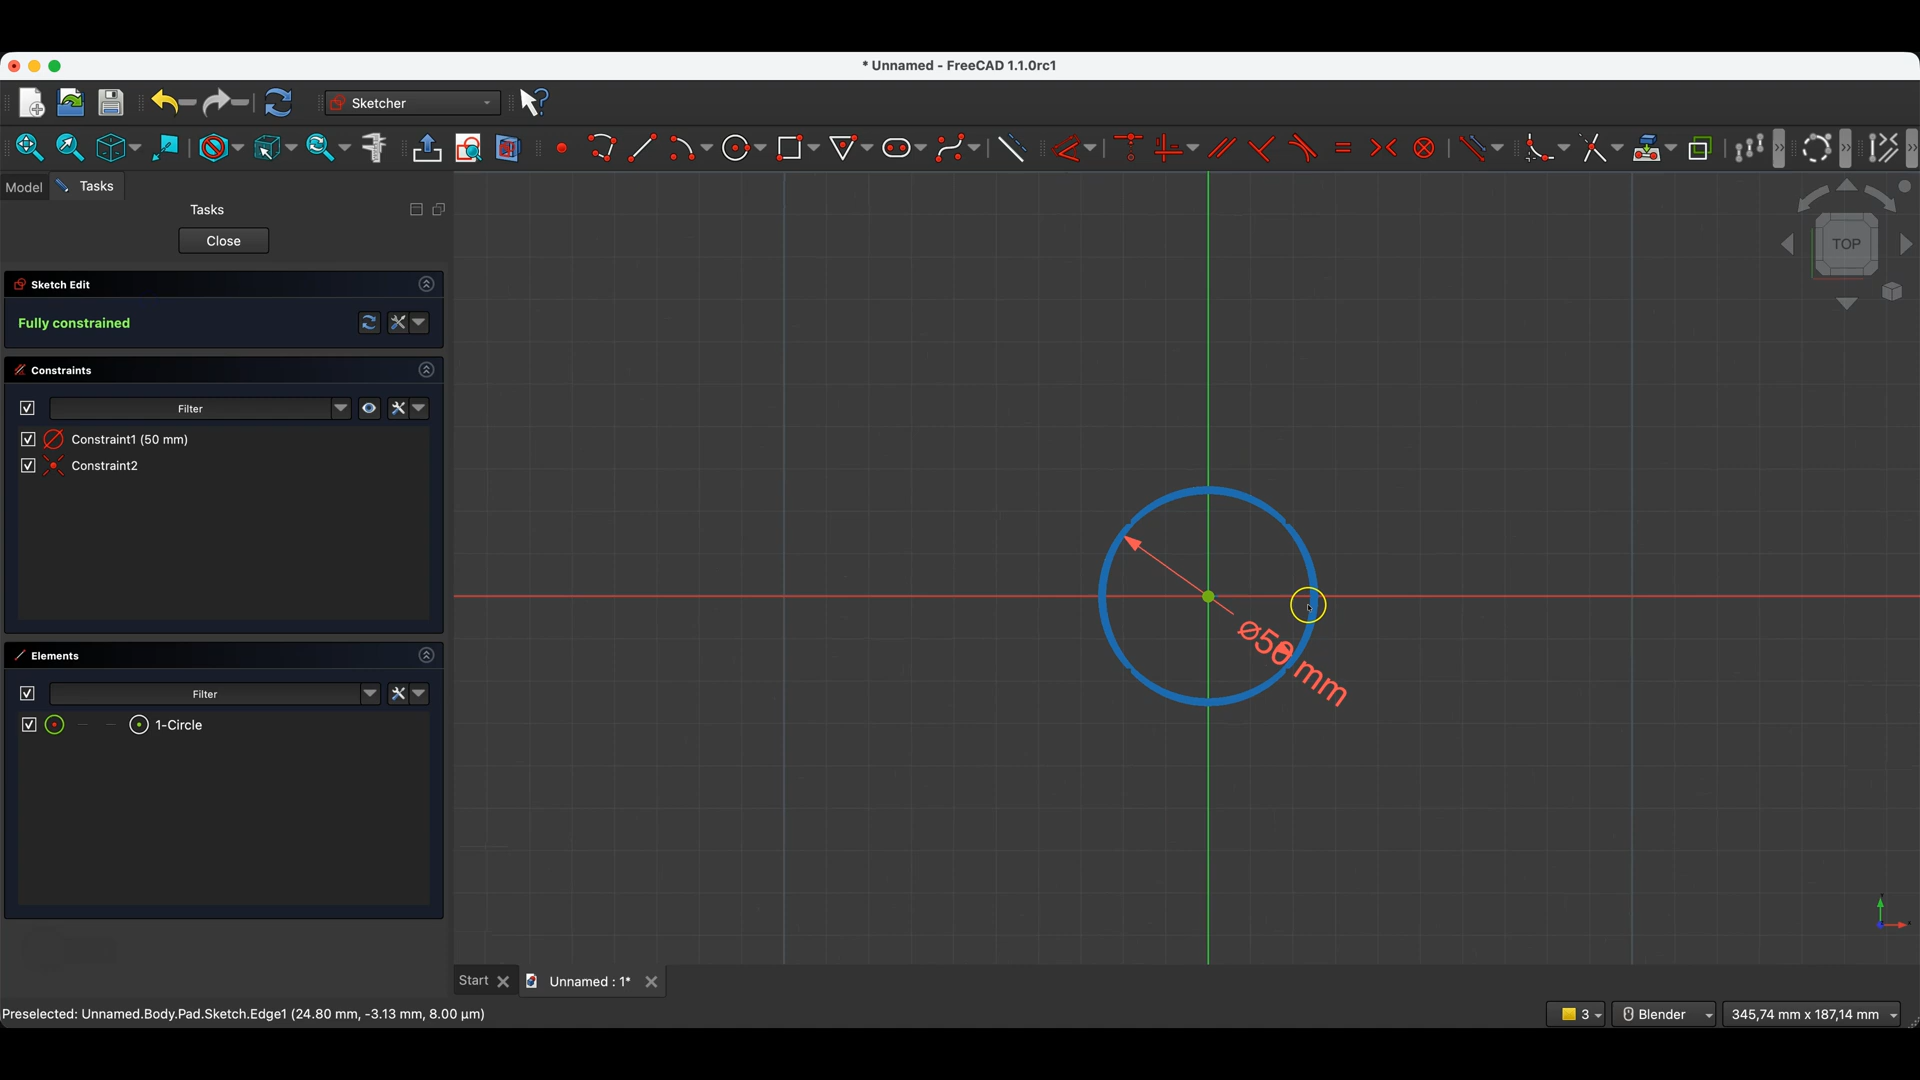 * Unnamed - FreeCAD 1.1.0rc1
Sketcher
Model
Tasks
Tasks
Close
Sketch Edit
Fully constrained
Constraints
Filter
Constraint1 (50 mm)
Constraint2
Elements
Filter
1-Circle
TOP
⌀50 mm
Start
Unnamed : 1*
Preselected: Unnamed.Body.Pad.Sketch.Edge1 (24.80 mm, -3.13 mm, 8.00 μm)
3
Blender
345,74 mm x 187,14 mm